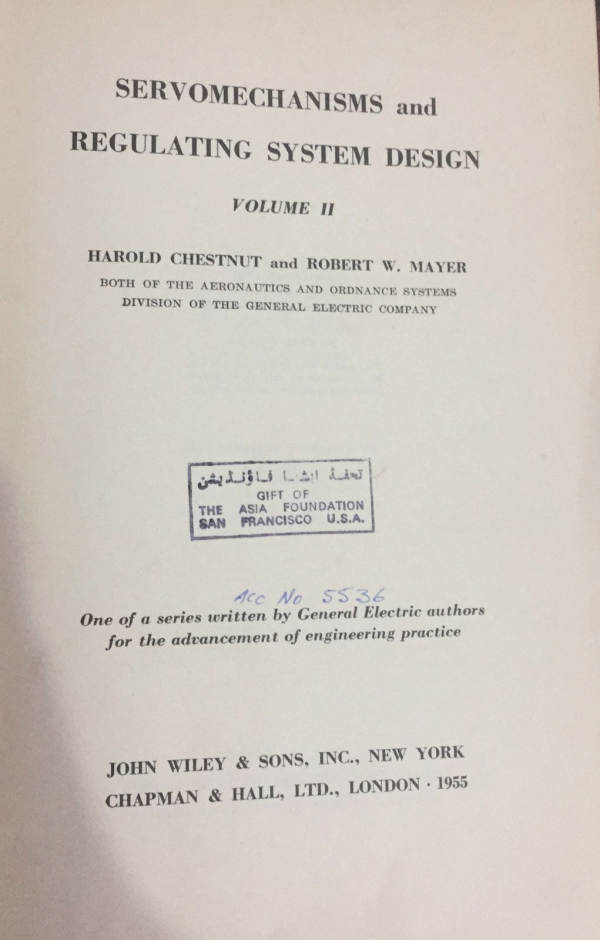 SERVOMECHANISMS and
REGULATING SYSTEM DESIGN
VOLUME II
HAROLD CHESTNUT and ROBERT W. MAYER
BOTH OF THE AERONAUTICS AND ORDNANCE SYSTEMS
DIVISION OF THE GENERAL ELECTRIC COMPANY
تحفۂ ایشیا فاؤنڈیشن
GIFT OF
THE ASIA FOUNDATION
SAN FRANCISCO U.S.A.
Acc No 5536
One of a series written by General Electric authors
for the advancement of engineering practice
JOHN WILEY & SONS, INC., NEW YORK
CHAPMAN & HALL, LTD., LONDON · 1955